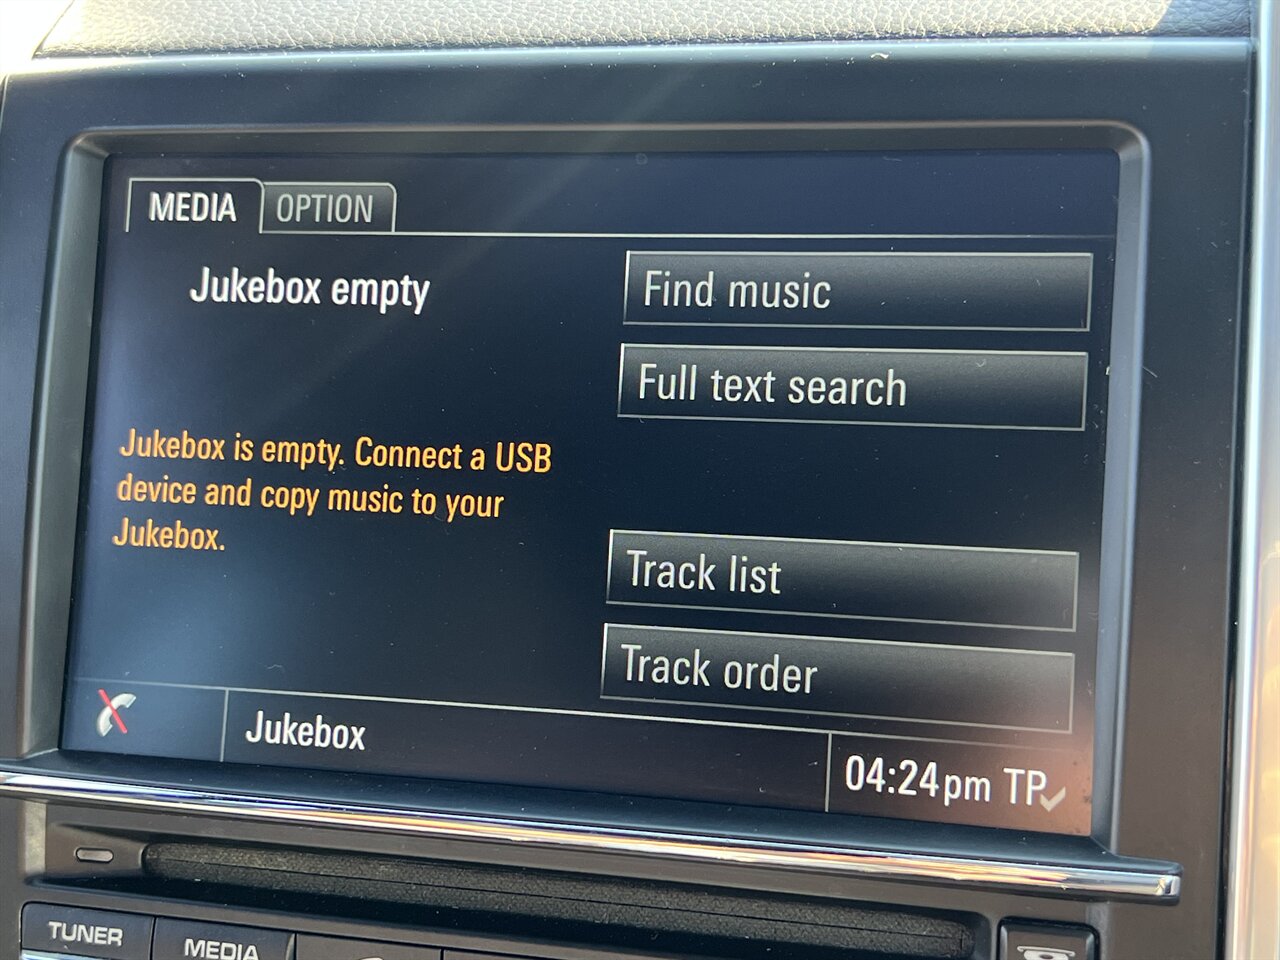 MEDIA OPTION
Jukebox empty
Find music
Full text search
Jukebox is empty. Connect a USB
device and copy music to your
Jukebox.
Track list
Track order
Jukebox
04:24pm TP
TUNER
MEDIA